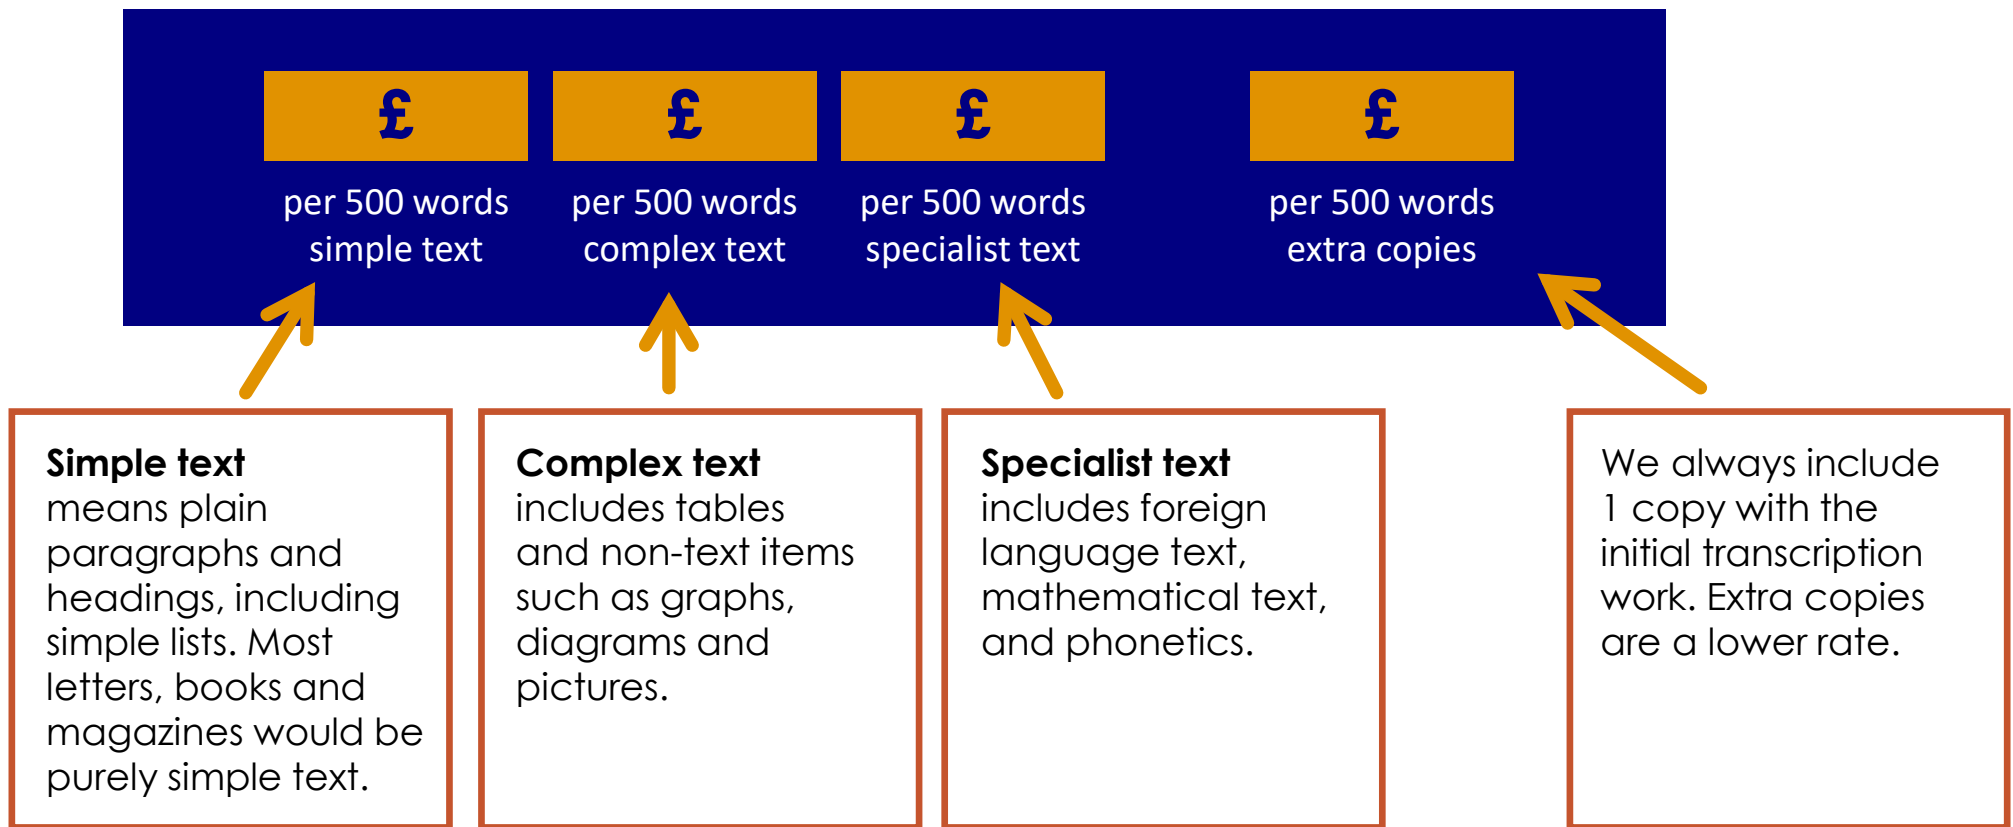 £
per 500 words
simple text
£
per 500 words
complex text
£
per 500 words
specialist text
£
per 500 words
extra copies
Simple text
means plain
paragraphs and
headings, including
simple lists. Most
letters, books and
magazines would be
purely simple text.
Complex text
includes tables
and non-text items
such as graphs,
diagrams and
pictures.
Specialist text
includes foreign
language text,
mathematical text,
and phonetics.
We always include
1 copy with the
initial transcription
work. Extra copies
are a lower rate.